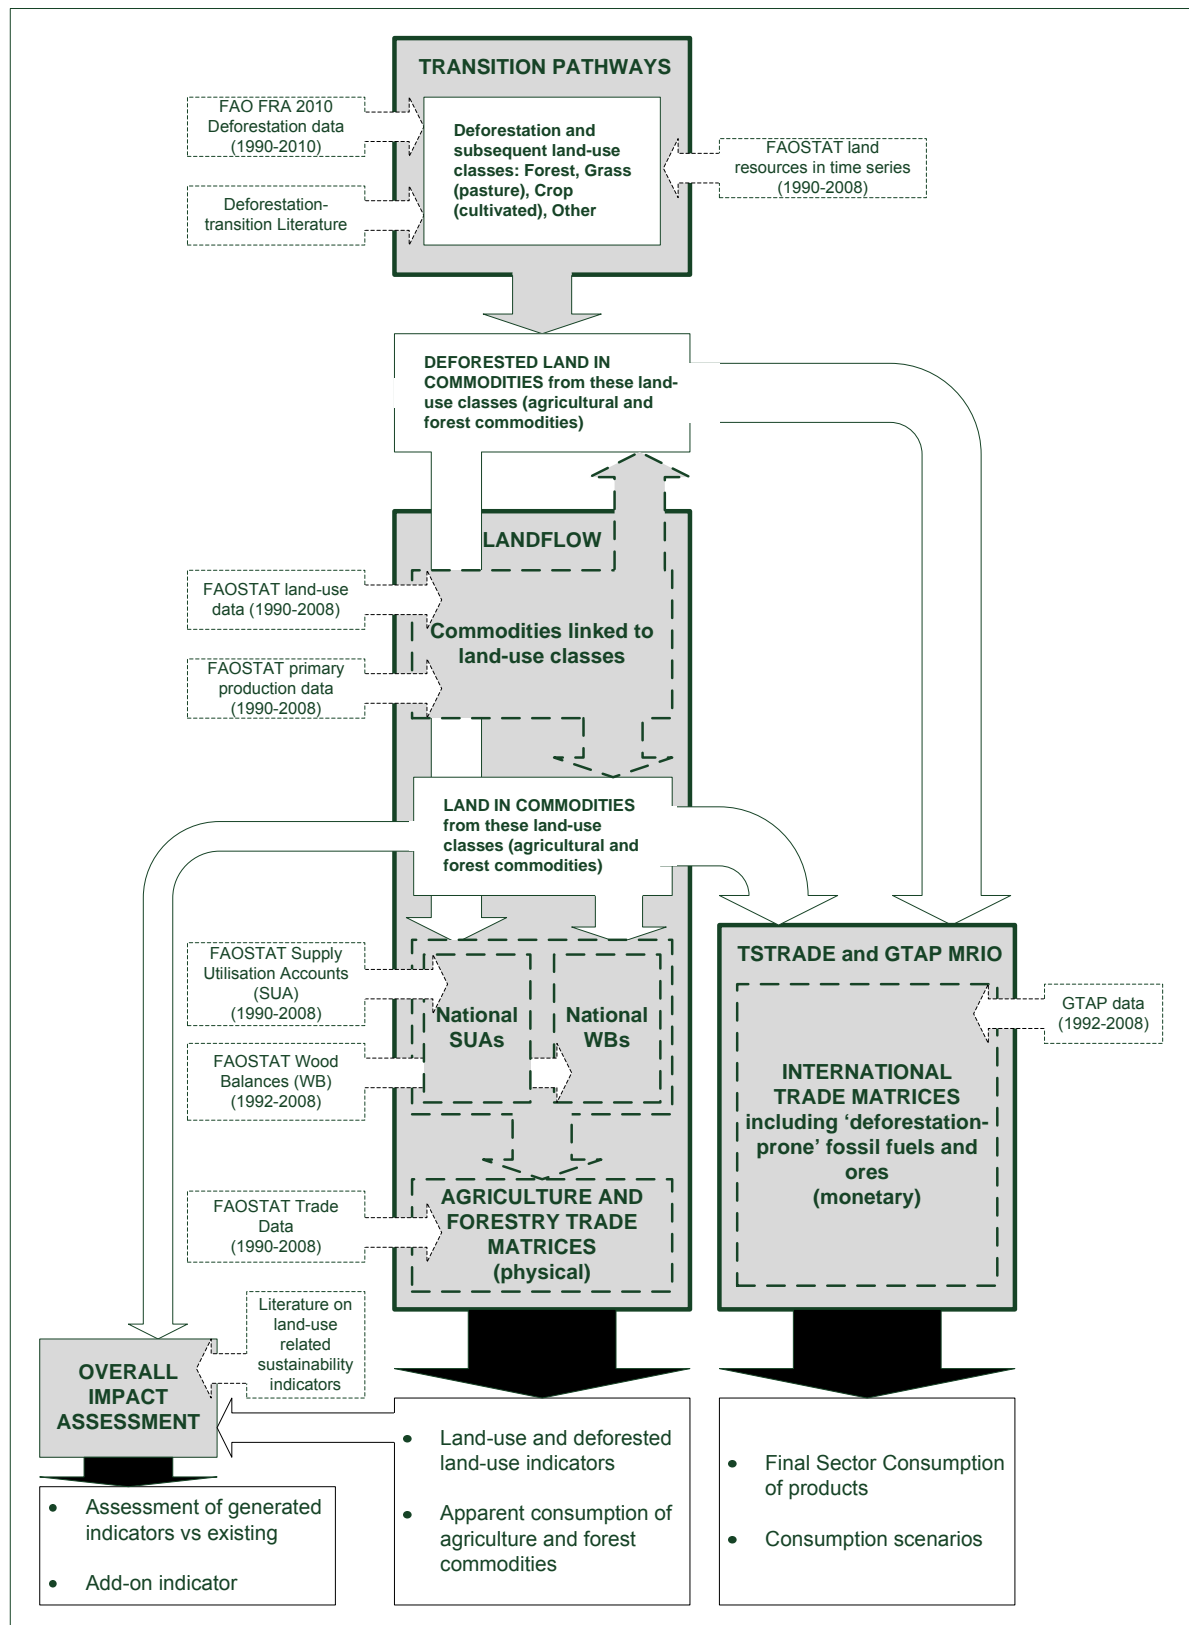 TRANSITION PATHWAYS
FAO FRA 2010
Deforestation data
(1990-2010)
Deforestation-
transition Literature
Deforestation and
subsequent land-use
classes: Forest, Grass
(pasture), Crop
(cultivated), Other
FAOSTAT land
resources in time series
(1990-2008)
DEFORESTED LAND IN
COMMODITIES from these land-
use classes (agricultural and
forest commodities)
LANDFLOW
FAOSTAT land-use
data (1990-2008)
FAOSTAT primary
production data
(1990-2008)
Commodities linked to
land-use classes
LAND IN COMMODITIES
from these land-use
classes (agricultural and
forest commodities)
FAOSTAT Supply
Utilisation Accounts
(SUA)
(1990-2008)
FAOSTAT Wood
Balances (WB)
(1992-2008)
National
SUAs
National
WBs
FAOSTAT Trade
Data
(1990-2008)
AGRICULTURE AND
FORESTRY TRADE
MATRICES
(physical)
TSTRADE and GTAP MRIO
GTAP data
(1992-2008)
INTERNATIONAL
TRADE MATRICES
including ‘deforestation-
prone’ fossil fuels and
ores
(monetary)
Literature on
land-use
related
sustainability
indicators
OVERALL
IMPACT
ASSESSMENT
• Assessment of generated
indicators vs existing
• Add-on indicator
• Land-use and deforested
land-use indicators
• Apparent consumption of
agriculture and forest
commodities
• Final Sector Consumption
of products
• Consumption scenarios